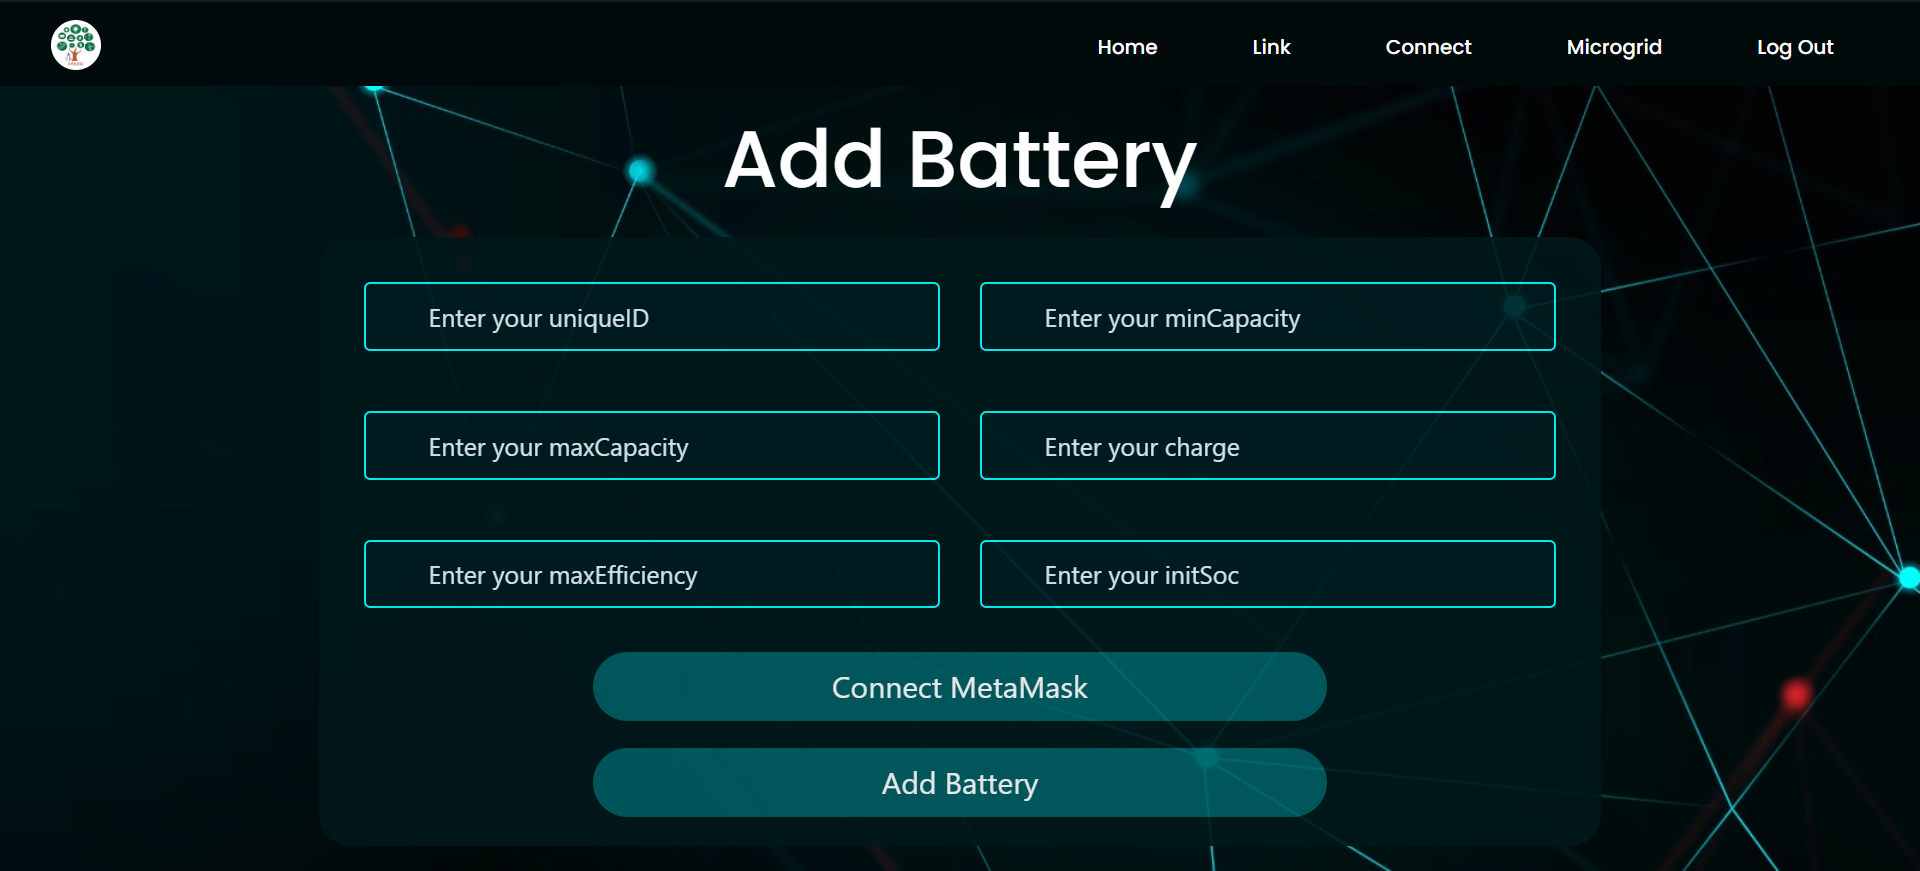 Home Link Connect Microgrid Log Out
Add Battery
Enter your uniqueID
Enter your minCapacity
Enter your maxCapacity
Enter your charge
Enter your maxEfficiency
Enter your initSoc
Connect MetaMask
Add Battery